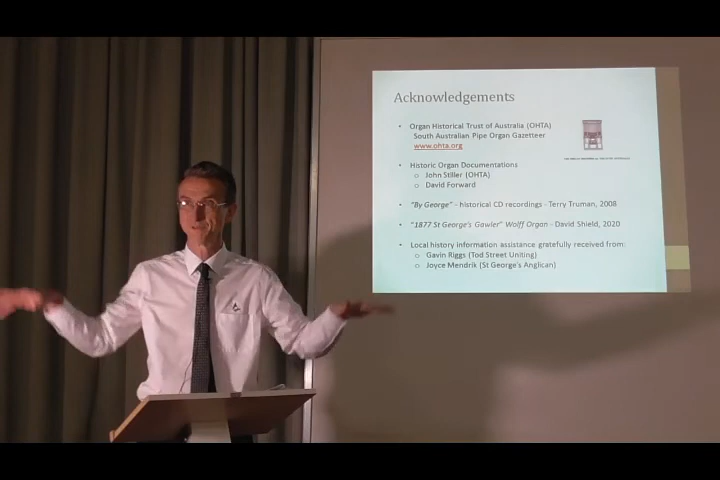 Acknowledgements
• Organ Historical Trust of Australia (OHTA)
South Australian Pipe Organ Gazetteer
www.ohta.org
• Historic Organ Documentations
○ John Stiller (OHTA)
○ David Forward
• "By George" – historical CD recordings - Terry Truman, 2008
• "1877 St George's Gawler" Wolff Organ – David Shield, 2020
• Local history information assistance gratefully received from:
○ Gavin Riggs (Tod Street Uniting)
○ Joyce Mendrik (St George's Anglican)